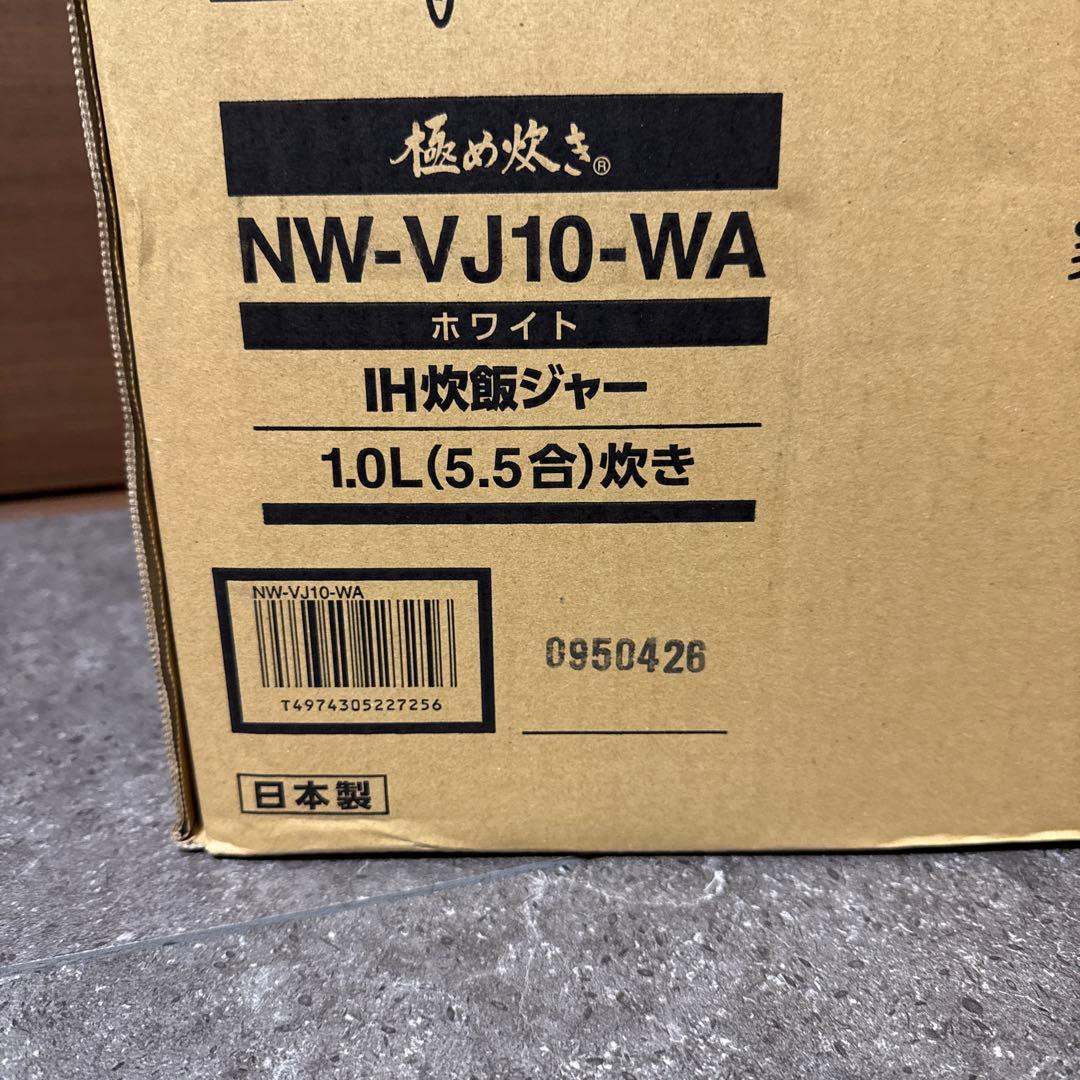 極め炊き®
NW-VJ10-WA
ホワイト
IH炊飯ジャー
1.0L(5.5合)炊き
NW-VJ10-WA
T4974305227256
0950426
日本製